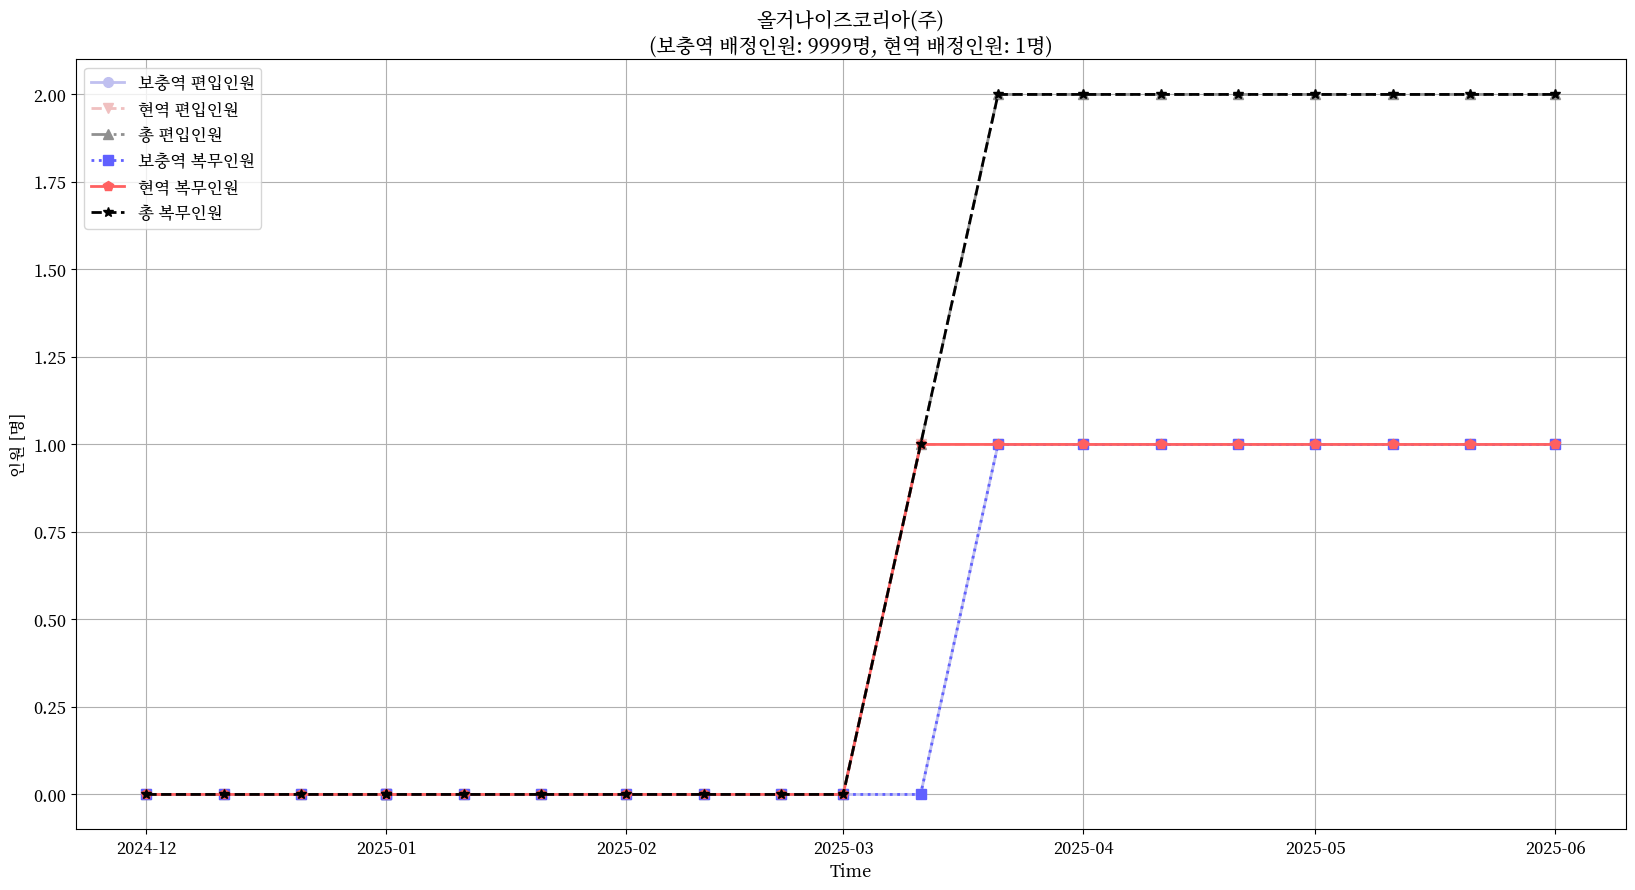 올거나이즈코리아(주)
(보충역 배정인원: 9999명, 현역 배정인원: 1명)
보충역 편입인원
현역 편입인원
총 편입인원
보충역 복무인원
현역 복무인원
총 복무인원
2.00
1.75
1.50
1.25
1.00
0.75
0.50
0.25
0.00
인원 [명]
2024-12
2025-01
2025-02
2025-03
2025-04
2025-05
2025-06
Time